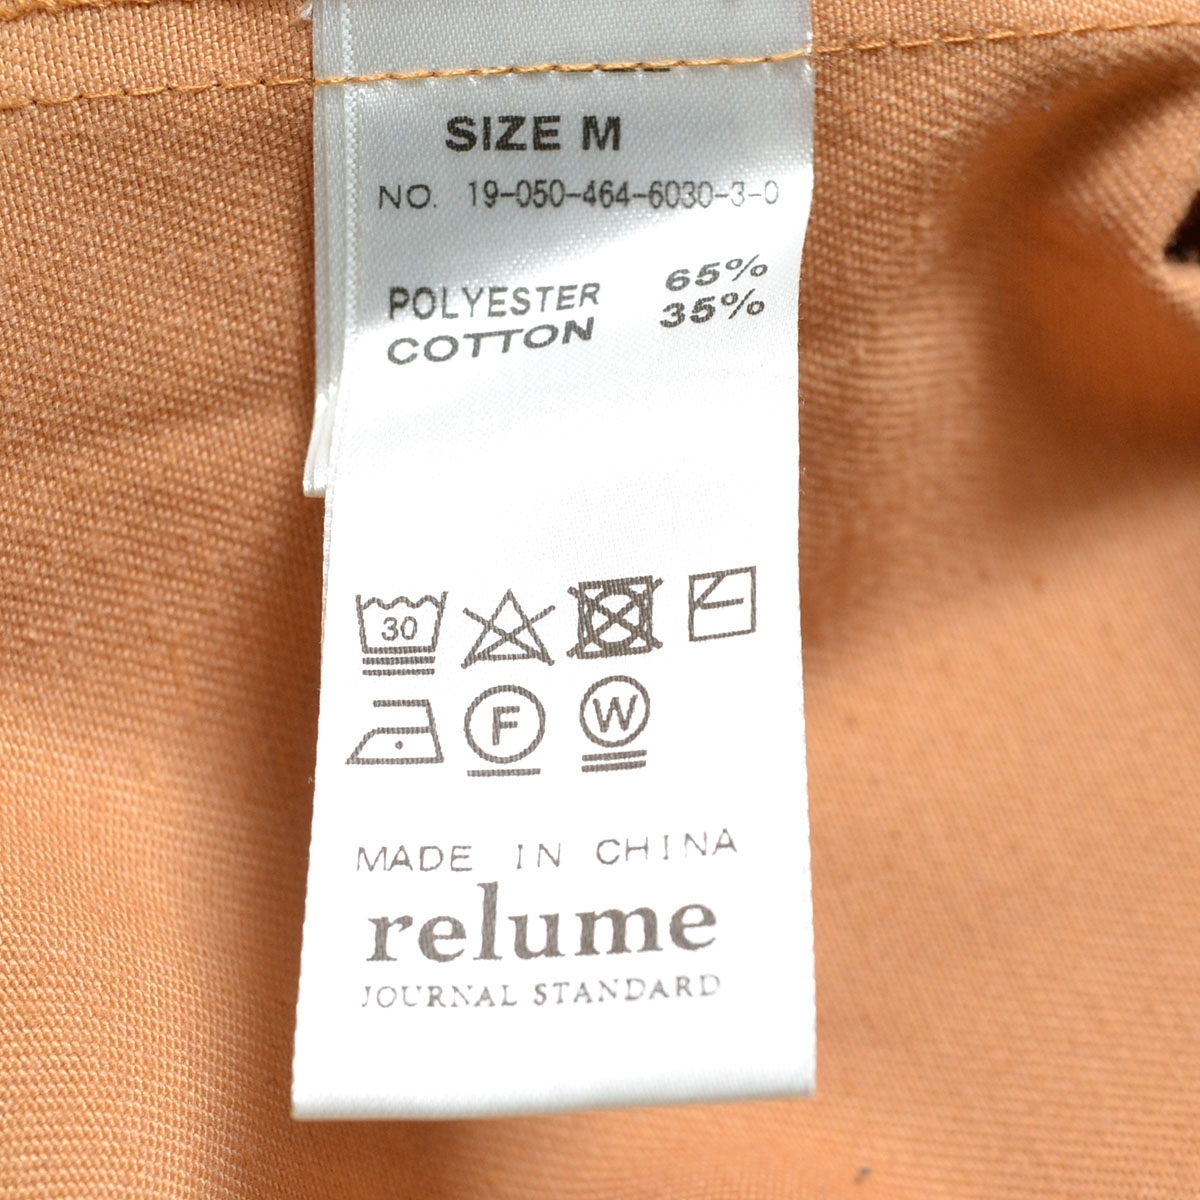 SIZE M
NO. 19-050-464-6030-3-0
POLYESTER 65%
COTTON 35%
30
F W
MADE IN CHINA
relume
JOURNAL STANDARD